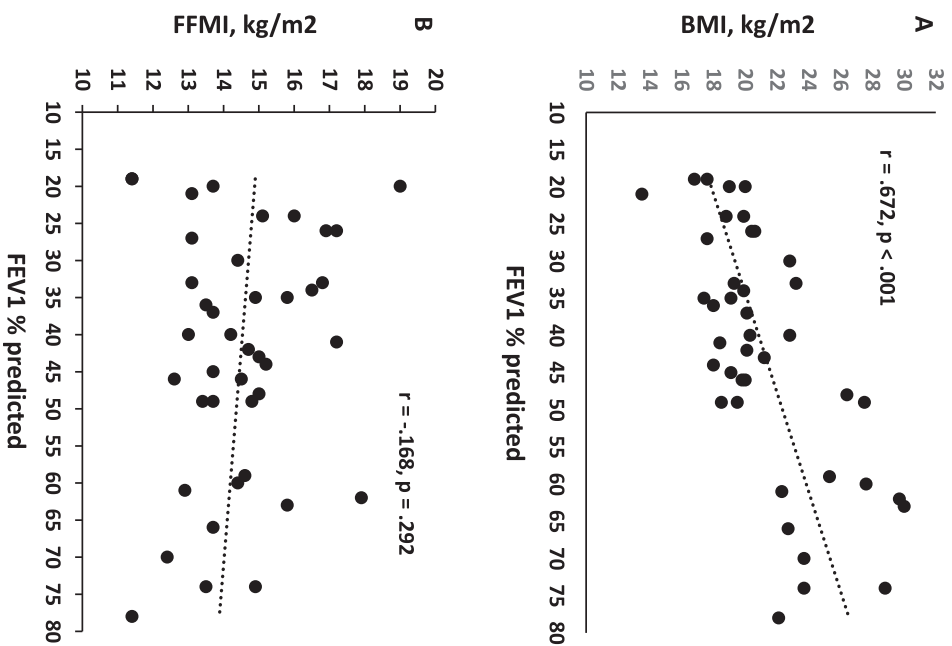 A
BMI, kg/m2
32
30
28
26
24
22
20
18
16
14
12
10
r = .672, p < .001
10 15 20 25 30 35 40 45 50 55 60 65 70 75 80
FEV1 % predicted
B
FFMI, kg/m2
20
19
18
17
16
15
14
13
12
11
10
r = -.168, p = .292
10 15 20 25 30 35 40 45 50 55 60 65 70 75 80
FEV1 % predicted